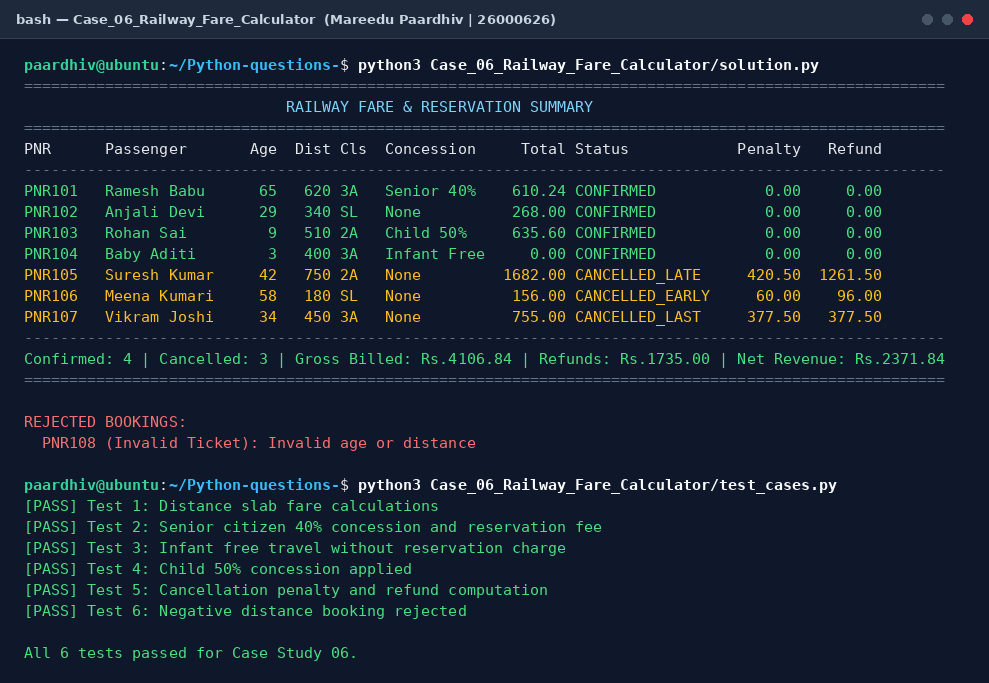 bash — Case_06_Railway_Fare_Calculator (Mareedu Paardhiv | 26000626)
paardhiv@ubuntu:~/Python-questions-$ python3 Case_06_Railway_Fare_Calculator/solution.py
======================================================================================================
                             RAILWAY FARE & RESERVATION SUMMARY
======================================================================================================
PNR      Passenger       Age  Dist Cls  Concession     Total Status            Penalty   Refund
------------------------------------------------------------------------------------------------------
PNR101   Ramesh Babu      65   620 3A   Senior 40%    610.24 CONFIRMED            0.00     0.00
PNR102   Anjali Devi      29   340 SL   None          268.00 CONFIRMED            0.00     0.00
PNR103   Rohan Sai         9   510 2A   Child 50%     635.60 CONFIRMED            0.00     0.00
PNR104   Baby Aditi        3   400 3A   Infant Free     0.00 CONFIRMED            0.00     0.00
PNR105   Suresh Kumar     42   750 2A   None         1682.00 CANCELLED_LATE     420.50  1261.50
PNR106   Meena Kumari     58   180 SL   None          156.00 CANCELLED_EARLY     60.00    96.00
PNR107   Vikram Joshi     34   450 3A   None          755.00 CANCELLED_LAST     377.50   377.50
------------------------------------------------------------------------------------------------------
Confirmed: 4 | Cancelled: 3 | Gross Billed: Rs.4106.84 | Refunds: Rs.1735.00 | Net Revenue: Rs.2371.84
======================================================================================================
REJECTED BOOKINGS:
  PNR108 (Invalid Ticket): Invalid age or distance
paardhiv@ubuntu:~/Python-questions-$ python3 Case_06_Railway_Fare_Calculator/test_cases.py
[PASS] Test 1: Distance slab fare calculations
[PASS] Test 2: Senior citizen 40% concession and reservation fee
[PASS] Test 3: Infant free travel without reservation charge
[PASS] Test 4: Child 50% concession applied
[PASS] Test 5: Cancellation penalty and refund computation
[PASS] Test 6: Negative distance booking rejected
All 6 tests passed for Case Study 06.